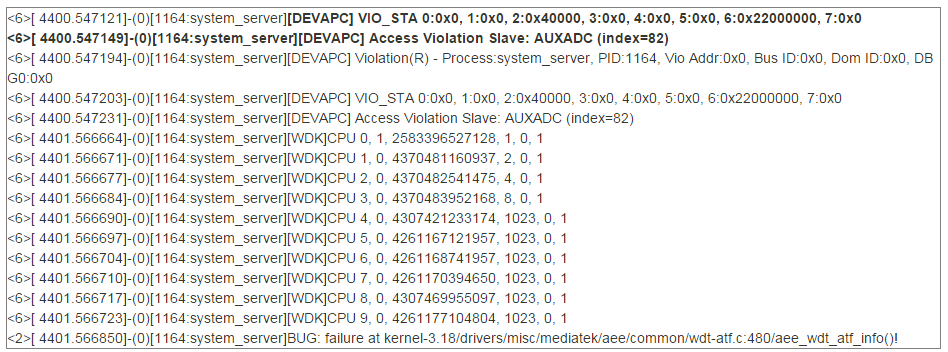 <6>[ 4400.547121]-(0)[1164:system_server][DEVAPC] VIO_STA 0:0x0, 1:0x0, 2:0x40000, 3:0x0, 4:0x0, 5:0x0, 6:0x22000000, 7:0x0
<6>[ 4400.547149]-(0)[1164:system_server][DEVAPC] Access Violation Slave: AUXADC (index=82)
<6>[ 4400.547194]-(0)[1164:system_server][DEVAPC] Violation(R) - Process:system_server, PID:1164, Vio Addr:0x0, Bus ID:0x0, Dom ID:0x0, DB
G0:0x0
<6>[ 4400.547203]-(0)[1164:system_server][DEVAPC] VIO_STA 0:0x0, 1:0x0, 2:0x40000, 3:0x0, 4:0x0, 5:0x0, 6:0x22000000, 7:0x0
<6>[ 4400.547231]-(0)[1164:system_server][DEVAPC] Access Violation Slave: AUXADC (index=82)
<6>[ 4401.566664]-(0)[1164:system_server][WDK]CPU 0, 1, 2583396527128, 1, 0, 1
<6>[ 4401.566671]-(0)[1164:system_server][WDK]CPU 1, 0, 4370481160937, 2, 0, 1
<6>[ 4401.566677]-(0)[1164:system_server][WDK]CPU 2, 0, 4370482541475, 4, 0, 1
<6>[ 4401.566684]-(0)[1164:system_server][WDK]CPU 3, 0, 4370483952168, 8, 0, 1
<6>[ 4401.566690]-(0)[1164:system_server][WDK]CPU 4, 0, 4307421233174, 1023, 0, 1
<6>[ 4401.566697]-(0)[1164:system_server][WDK]CPU 5, 0, 4261167121957, 1023, 0, 1
<6>[ 4401.566704]-(0)[1164:system_server][WDK]CPU 6, 0, 4261168741957, 1023, 0, 1
<6>[ 4401.566710]-(0)[1164:system_server][WDK]CPU 7, 0, 4261170394650, 1023, 0, 1
<6>[ 4401.566717]-(0)[1164:system_server][WDK]CPU 8, 0, 4307469955097, 1023, 0, 1
<6>[ 4401.566723]-(0)[1164:system_server][WDK]CPU 9, 0, 4261177104804, 1023, 0, 1
<2>[ 4401.566850]-(0)[1164:system_server]BUG: failure at kernel-3.18/drivers/misc/mediatek/aee/common/wdt-atf.c:480/aee_wdt_atf_info()!